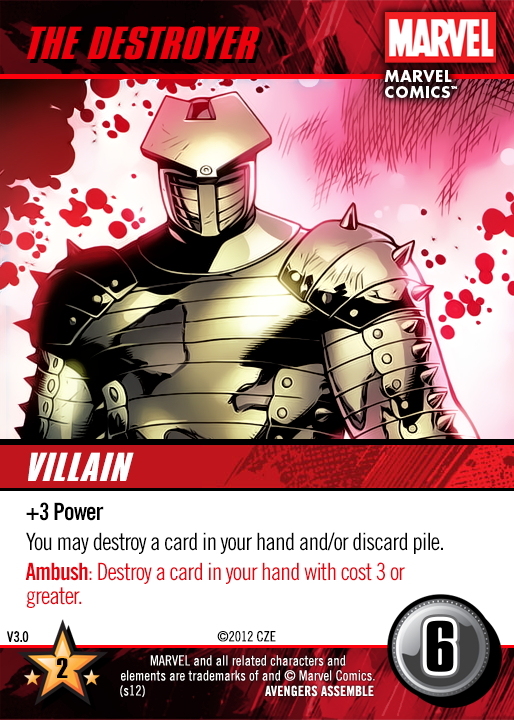 THE DESTROYER
MARVEL
MARVEL
COMICS™
VILLAIN
+3 Power
You may destroy a card in your hand and/or discard pile.
Ambush: Destroy a card in your hand with cost 3 or
greater.
V3.0
©2012 CZE
2
6
MARVEL and all related characters and
elements are trademarks of and © Marvel Comics.
(s12) AVENGERS ASSEMBLE